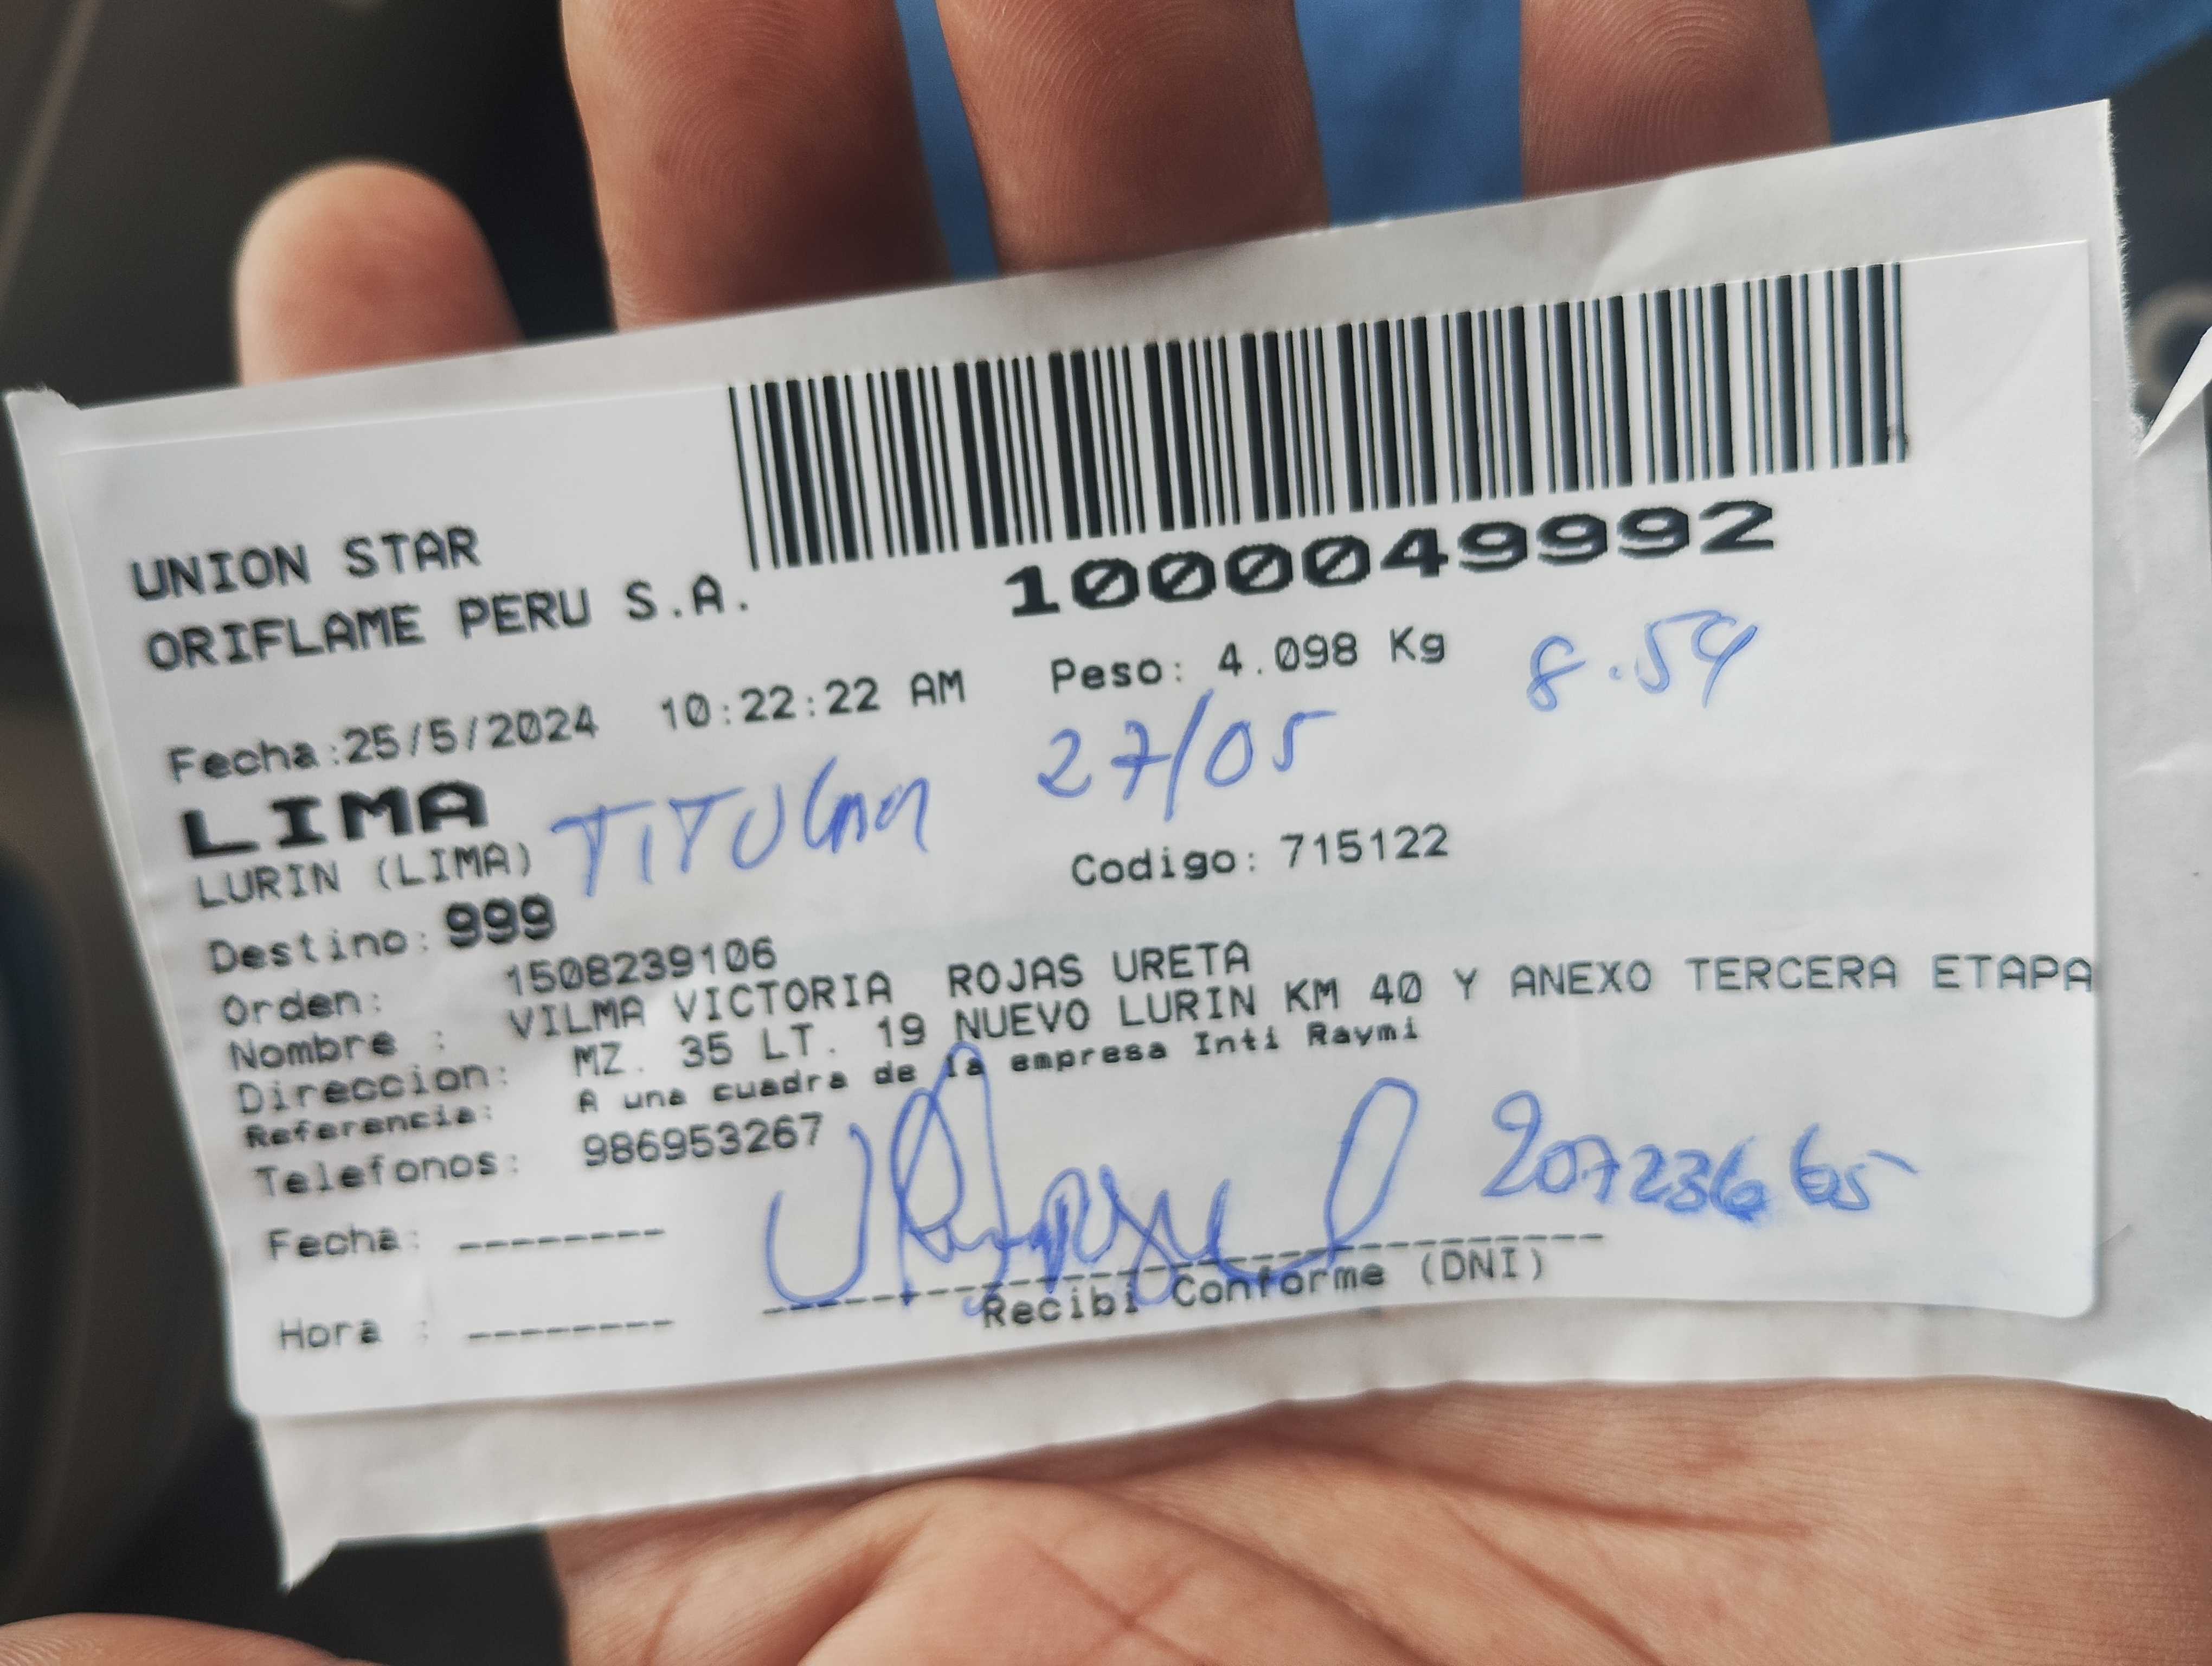 1000049992
UNION STAR
ORIFLAME PERU S.A.
Fecha:25/5/2024 10:22:22 AM Peso: 4.098 Kg 8.59
LIMA TITULAR 27/05
LURIN (LIMA) Codigo: 715122
Destino: 999
Orden: 1508239106
Nombre : VILMA VICTORIA ROJAS URETA
Direccion: MZ. 35 LT. 19 NUEVO LURIN KM 40 Y ANEXO TERCERA ETAPA
Referencia: A una cuadra de la empresa Inti Raymi
Telefonos: 986953267
20723665
Fecha: --------
Recibi Conforme (DNI)
Hora : --------